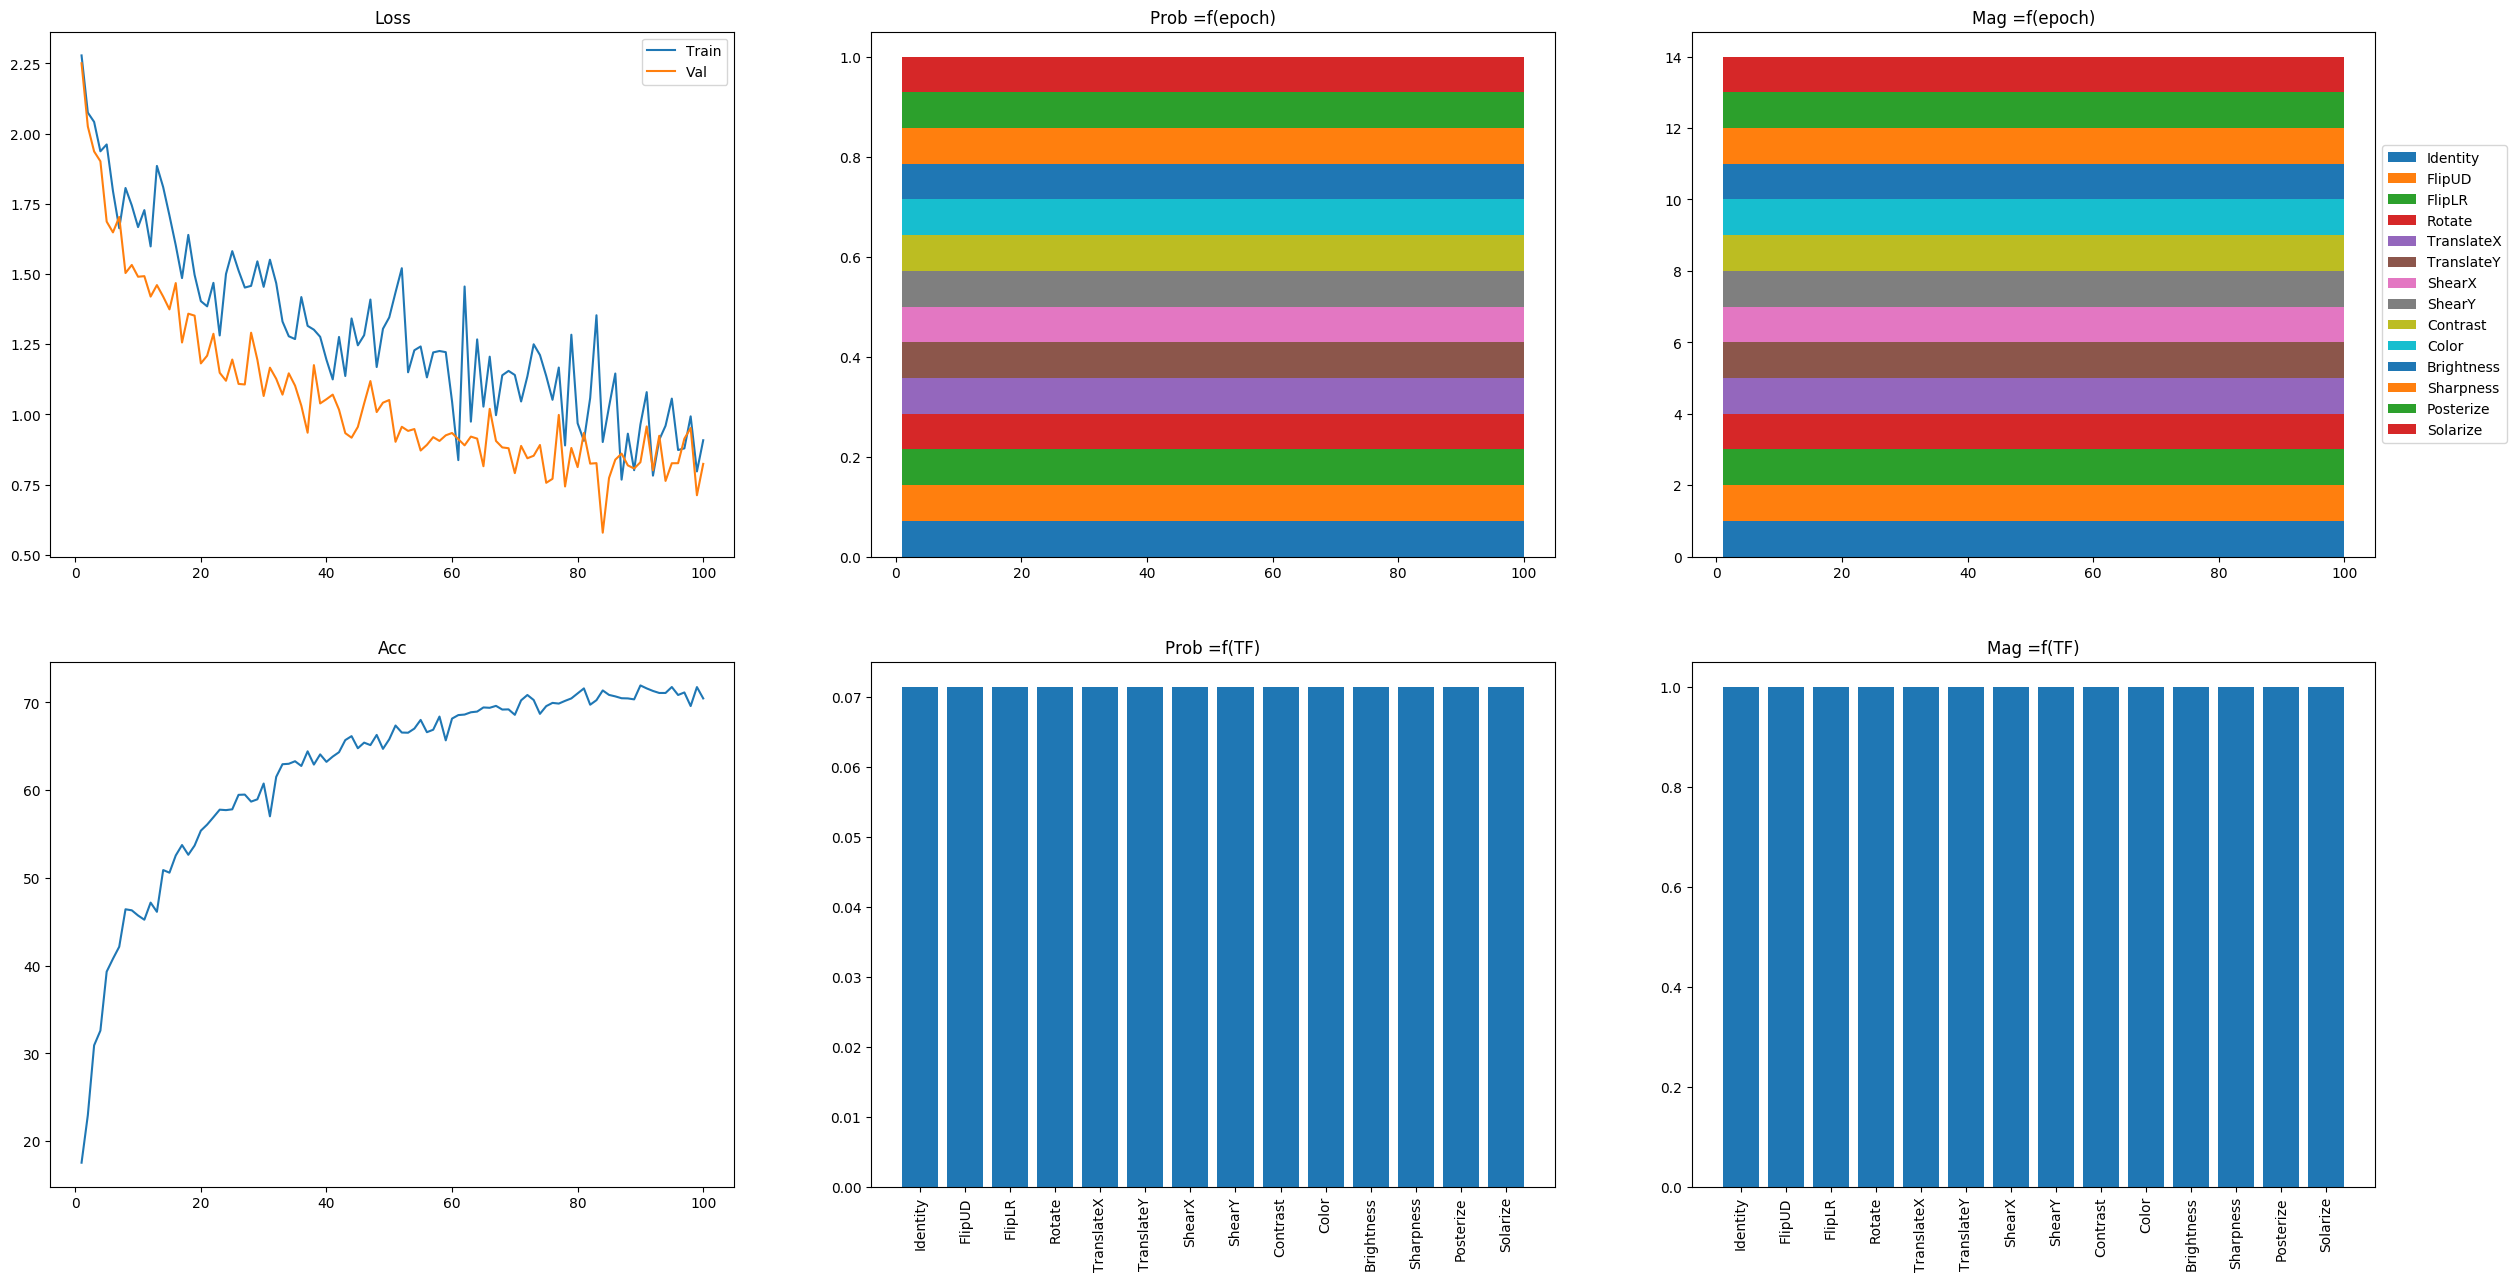 Loss
Train
Val
2.25
2.00
1.75
1.50
1.25
1.00
0.75
0.50
0 20 40 60 80 100
Prob =f(epoch)
1.0
0.8
0.6
0.4
0.2
0.0
0 20 40 60 80 100
Mag =f(epoch)
14
12
10
8
6
4
2
0
0 20 40 60 80 100
Identity
FlipUD
FlipLR
Rotate
TranslateX
TranslateY
ShearX
ShearY
Contrast
Color
Brightness
Sharpness
Posterize
Solarize
Acc
70
60
50
40
30
20
0 20 40 60 80 100
Prob =f(TF)
0.07
0.06
0.05
0.04
0.03
0.02
0.01
0.00
Identity
FlipUD
FlipLR
Rotate
TranslateX
TranslateY
ShearX
ShearY
Contrast
Color
Brightness
Sharpness
Posterize
Solarize
Mag =f(TF)
1.0
0.8
0.6
0.4
0.2
0.0
Identity
FlipUD
FlipLR
Rotate
TranslateX
TranslateY
ShearX
ShearY
Contrast
Color
Brightness
Sharpness
Posterize
Solarize